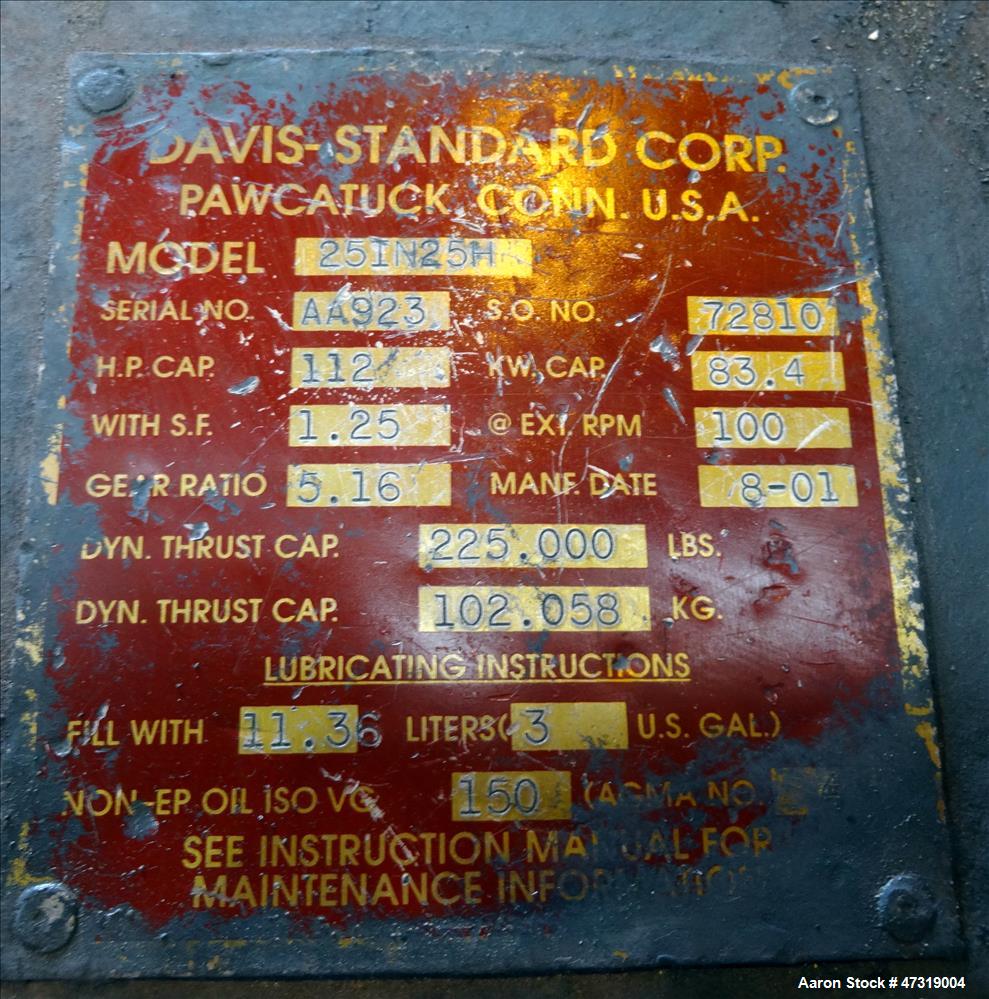 DAVIS-STANDARD CORP.
PAWCATUCK, CONN. U.S.A.
MODEL 25IN25H
SERIAL NO. AA923 S.O. NO. 72810
H.P. CAP. 112 KW. CAP. 83.4
WITH S.F. 1.25 @ EXT. RPM 100
GEAR RATIO 5.16 MANF. DATE 8-01
DYN. THRUST CAP. 225.000 LBS.
DYN. THRUST CAP. 102.058 KG.
LUBRICATING INSTRUCTIONS
FILL WITH 11.36 LITERS( 3 U.S. GAL.)
NON-EP OIL ISO VG 150 (AGMA NO.
SEE INSTRUCTION MANUAL FOR
MAINTENANCE INFORMATION
Aaron Stock # 47319004